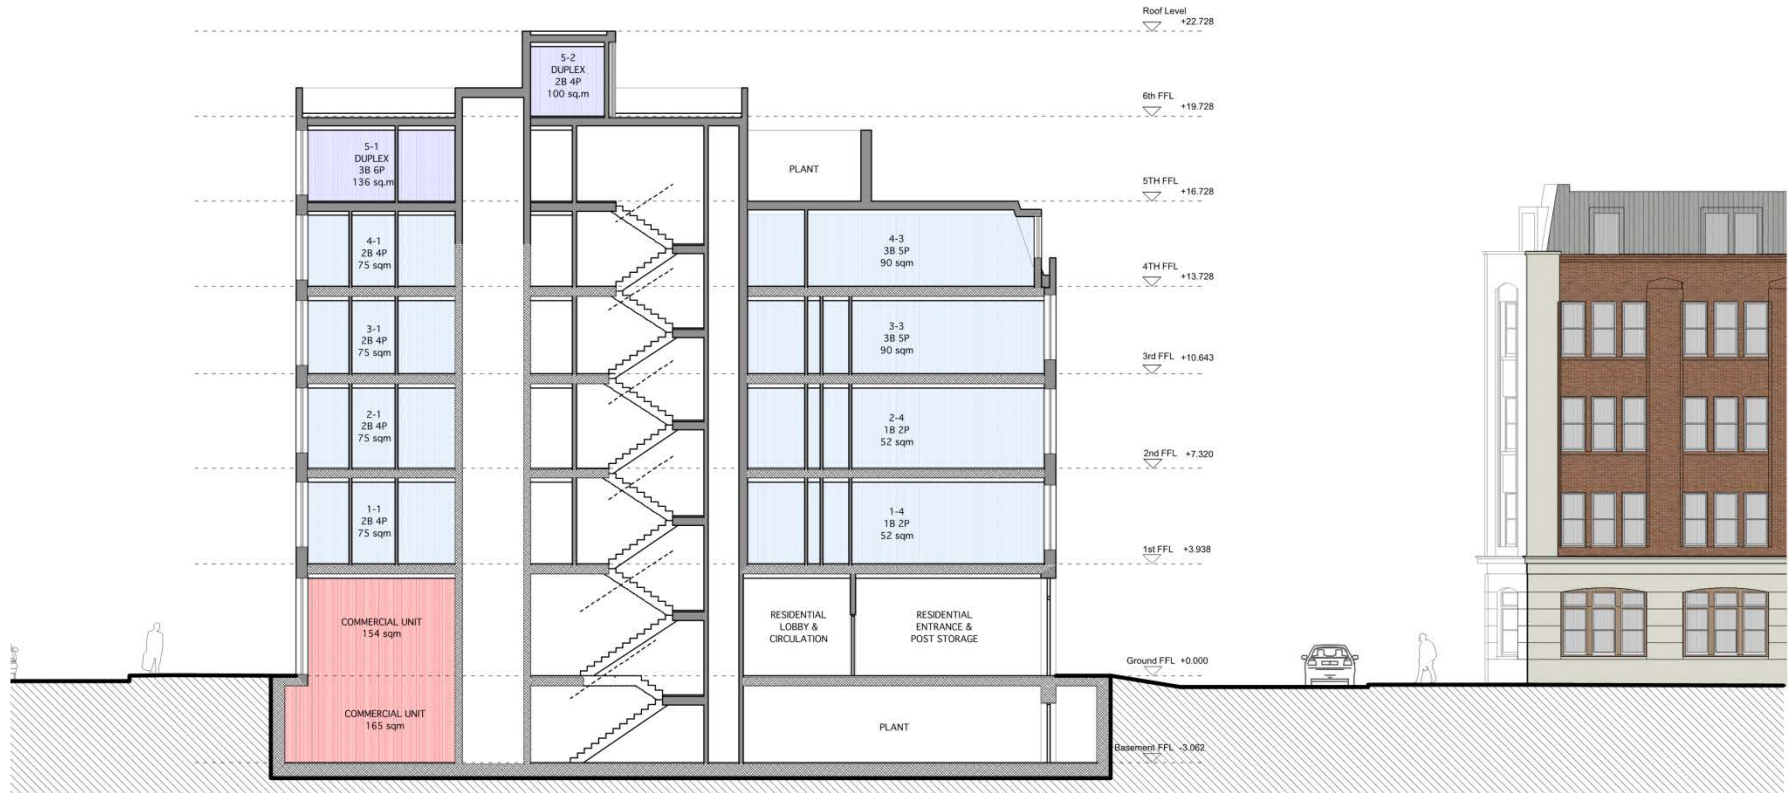 Roof Level
+22.728
5-2
DUPLEX
2B 4P
100 sq.m
6th FFL
+19.728
5-1
DUPLEX
3B 6P
136 sq.m
PLANT
5TH FFL
+16.728
4-1
2B 4P
75 sqm
4-3
3B 5P
90 sqm
4TH FFL
+13.728
3-1
2B 4P
75 sqm
3-3
3B 5P
90 sqm
3rd FFL +10.643
2-1
2B 4P
75 sqm
2-4
1B 2P
52 sqm
2nd FFL +7.320
1-1
2B 4P
75 sqm
1-4
1B 2P
52 sqm
1st FFL +3.938
COMMERCIAL UNIT
154 sqm
RESIDENTIAL
LOBBY &
CIRCULATION
RESIDENTIAL
ENTRANCE &
POST STORAGE
Ground FFL +0.000
COMMERCIAL UNIT
165 sqm
PLANT
Basement FFL -3.062